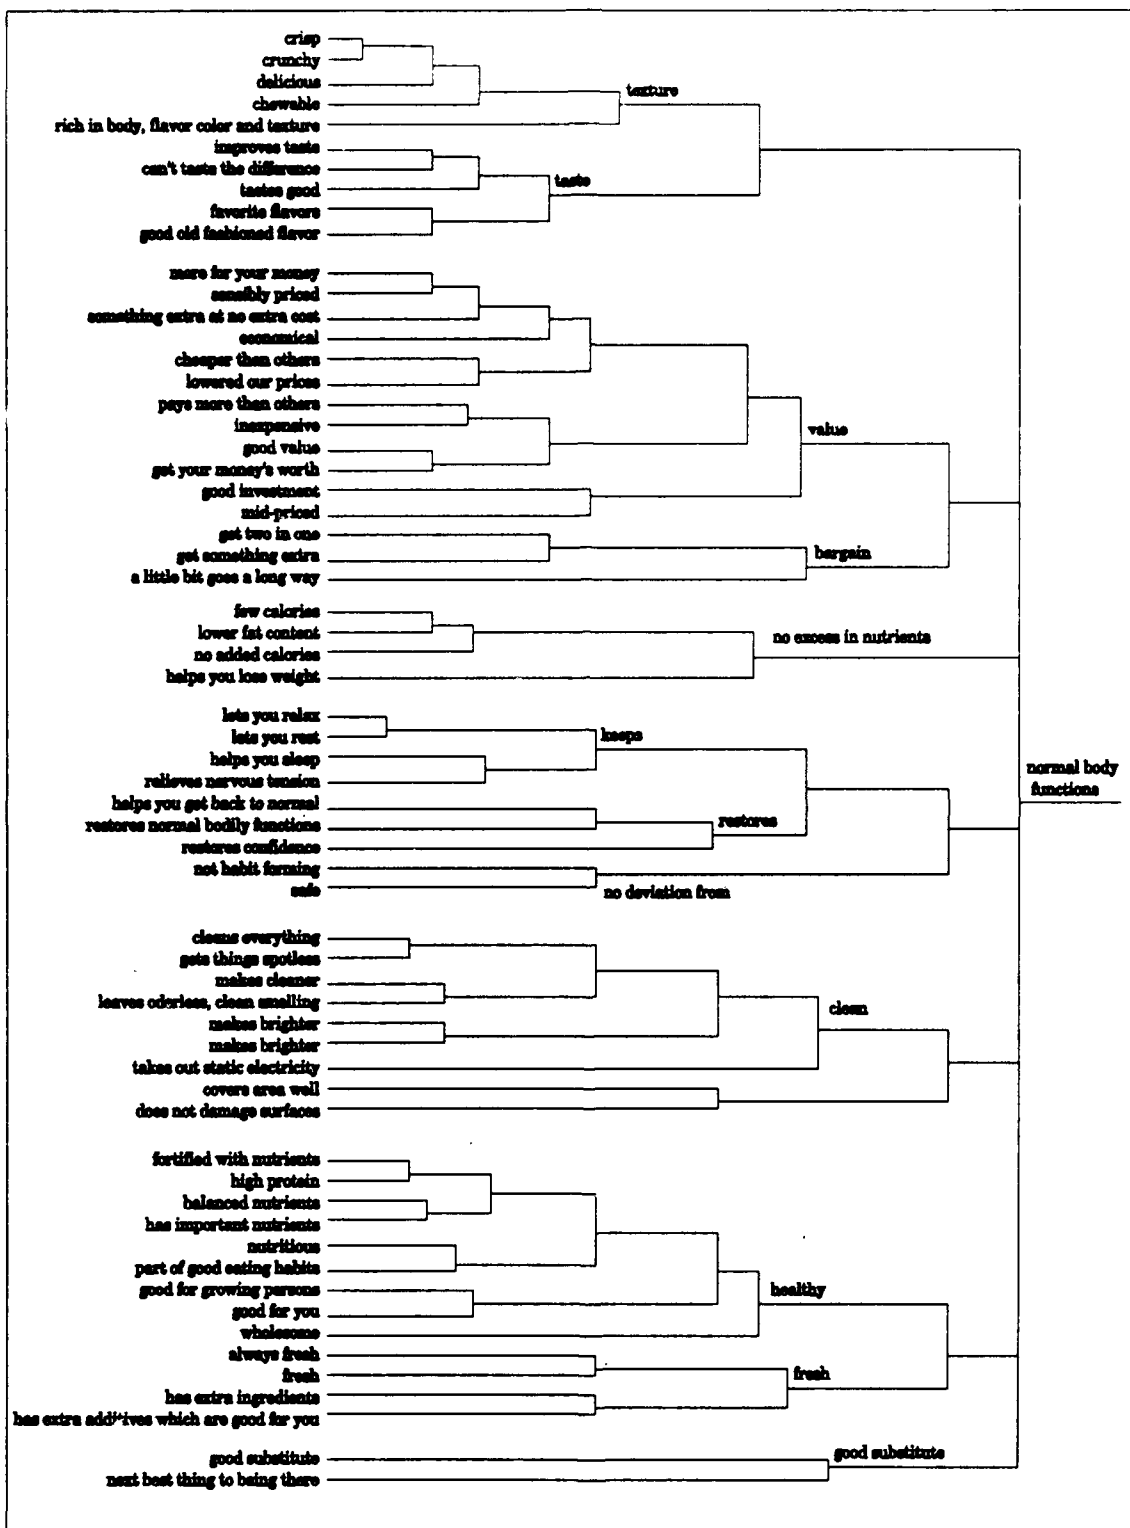 crisp
crunchy
delicious
chewable
texture
rich in body, flavor color and texture
improves taste
can't taste the difference
taste
tastes good
favorite flavors
good old fashioned flavor
more for your money
sensibly priced
something extra at no extra cost
economical
cheeper than others
lowered our prices
pays more than others
inexpensive
value
good value
get your money's worth
good investment
mid-priced
get two in one
get something extra
bargain
a little bit goes a long way
few calories
lower fat content
no excess in nutrients
no added calories
helps you lose weight
lets you relax
lets you rest
keeps
helps you sleep
relieves nervous tension
normal body
functions
helps you get back to normal
restores normal bodily functions
restores
restores confidence
not habit forming
safe
no deviation from
cleans everything
gets things spotless
makes cleaner
leaves odorless, clean smelling
clean
makes brighter
makes brighter
takes out static electricity
covers area well
does not damage surfaces
fortified with nutrients
high protein
balanced nutrients
has important nutrients
nutritious
part of good eating habits
good for growing persons
healthy
good for you
wholesome
always fresh
fresh
fresh
has extra ingredients
has extra additives which are good for you
good substitute
good substitute
next best thing to being there